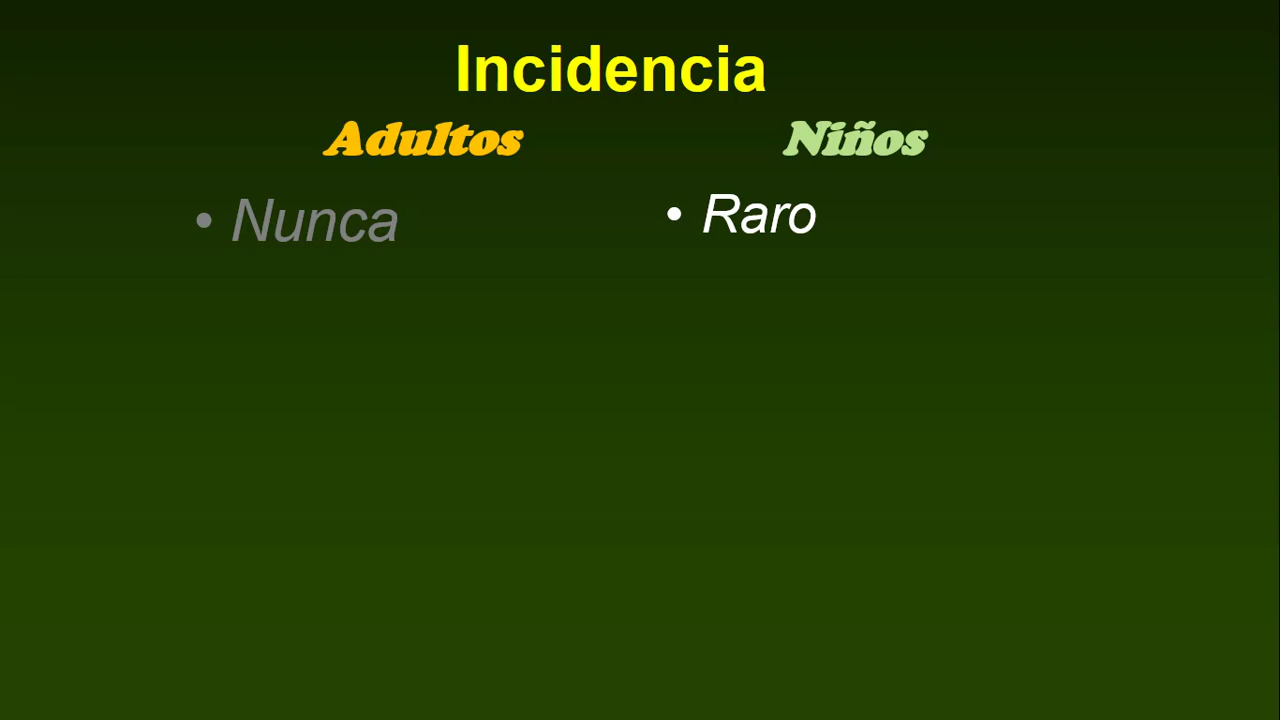 Incidencia
Adultos Niños
• Nunca • Raro